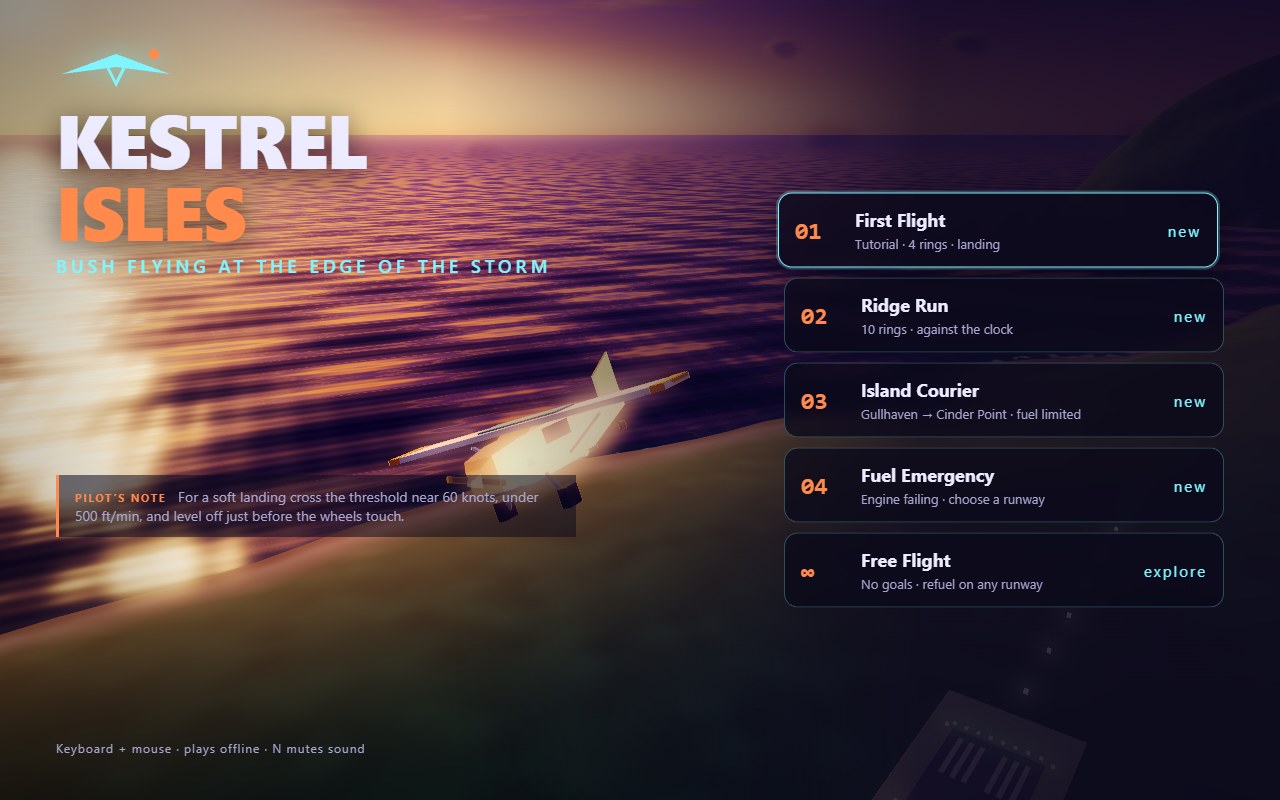 KESTREL
ISLES
BUSH FLYING AT THE EDGE OF THE STORM
PILOT'S NOTE For a soft landing cross the threshold near 60 knots, under
500 ft/min, and level off just before the wheels touch.
Keyboard + mouse · plays offline · N mutes sound
01 First Flight new
Tutorial · 4 rings · landing
02 Ridge Run new
10 rings · against the clock
03 Island Courier new
Gullhaven → Cinder Point · fuel limited
04 Fuel Emergency new
Engine failing · choose a runway
∞ Free Flight explore
No goals · refuel on any runway